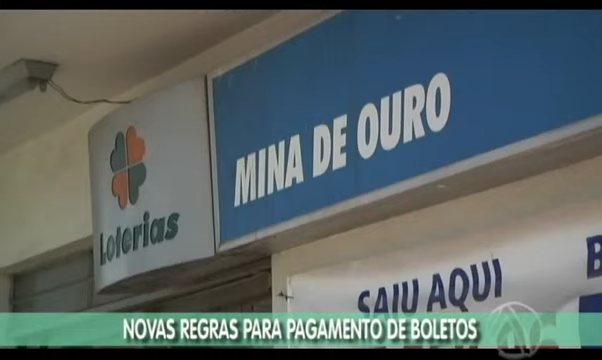 MINA DE OURO
Loterias
SAIU AQUI
B
NOVAS REGRAS PARA PAGAMENTO DE BOLETOS